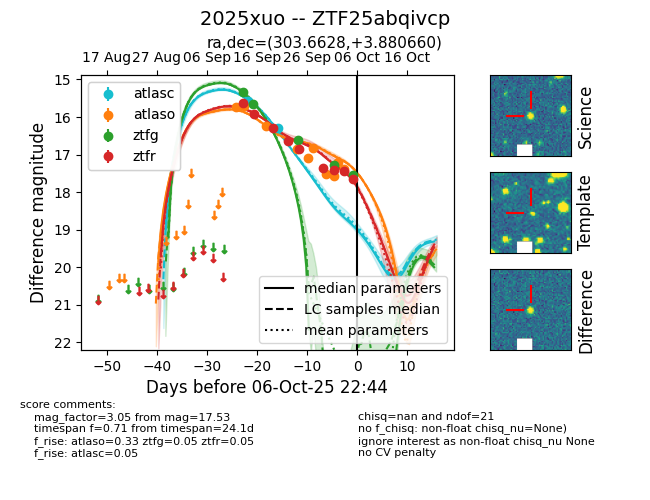 2025xuo -- ZTF25abqivcp
ra,dec=(303.6628,+3.880660)
17 Aug 27 Aug 06 Sep 16 Sep 26 Sep 06 Oct 16 Oct
15
16
17
18
19
20
21
22
Difference magnitude
atlasc
atlaso
ztfg
ztfr
median parameters
LC samples median
mean parameters
−50 −40 −30 −20 −10 0 10
Days before 06-Oct-25 22:44
Science
Template
Difference
score comments:
mag_factor=3.05 from mag=17.53
timespan f=0.71 from timespan=24.1d
f_rise: atlaso=0.33 ztfg=0.05 ztfr=0.05
f_rise: atlasc=0.05
chisq=nan and ndof=21
no f_chisq: non-float chisq_nu=None)
ignore interest as non-float chisq_nu None
no CV penalty